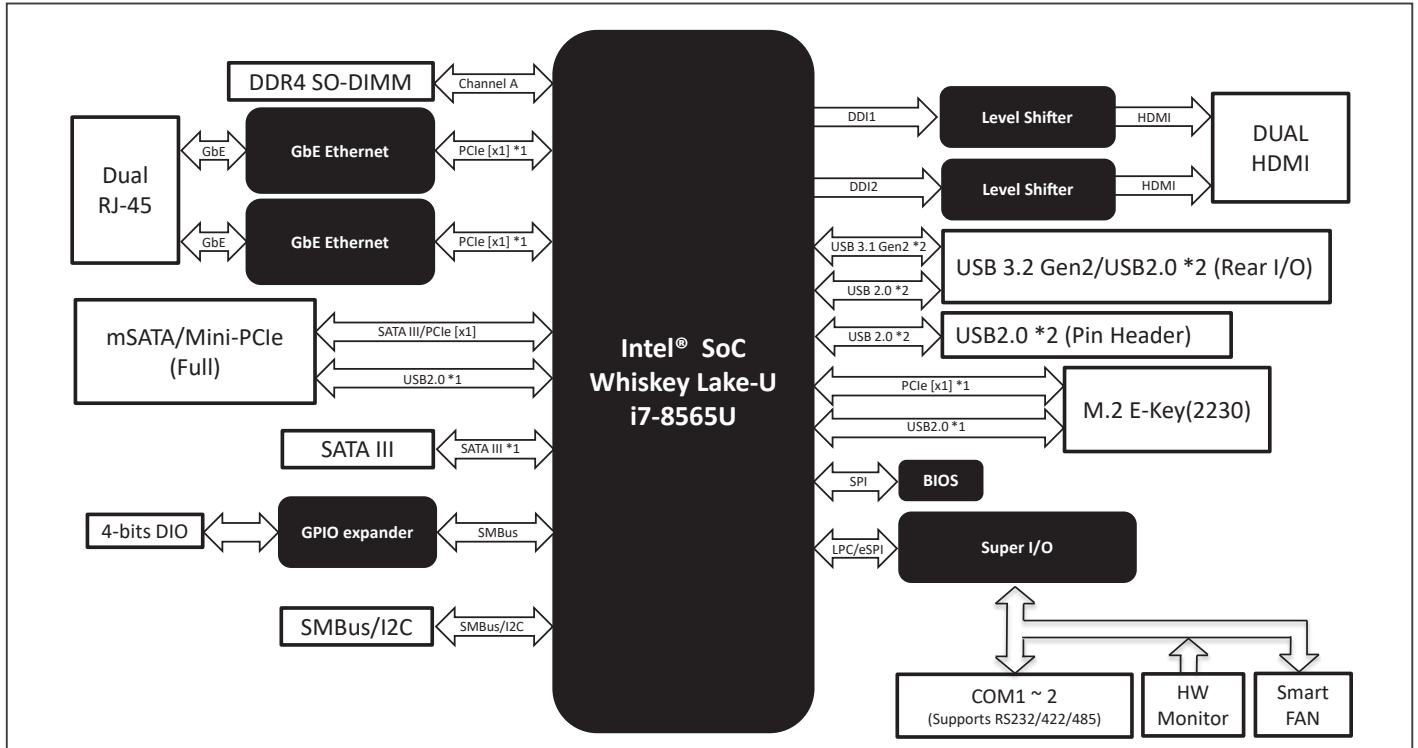 DDR4 SO-DIMM
Channel A
Dual
RJ-45
GbE
GbE Ethernet
PCIe [x1] *1
GbE
GbE Ethernet
PCIe [x1] *1
mSATA/Mini-PCIe
(Full)
SATA III/PCIe [x1]
USB2.0 *1
SATA III
SATA III *1
4-bits DIO
GPIO expander
SMBus
SMBus/I2C
SMBus/I2C
Intel® SoC
Whiskey Lake-U
i7-8565U
DDI1
Level Shifter
HDMI
DUAL
HDMI
DDI2
Level Shifter
HDMI
USB 3.1 Gen2 *2
USB 2.0 *2
USB 3.2 Gen2/USB2.0 *2 (Rear I/O)
USB 2.0 *2
USB2.0 *2 (Pin Header)
PCIe [x1] *1
USB2.0 *1
M.2 E-Key(2230)
SPI
BIOS
LPC/eSPI
Super I/O
COM1 ~ 2
(Supports RS232/422/485)
HW
Monitor
Smart
FAN